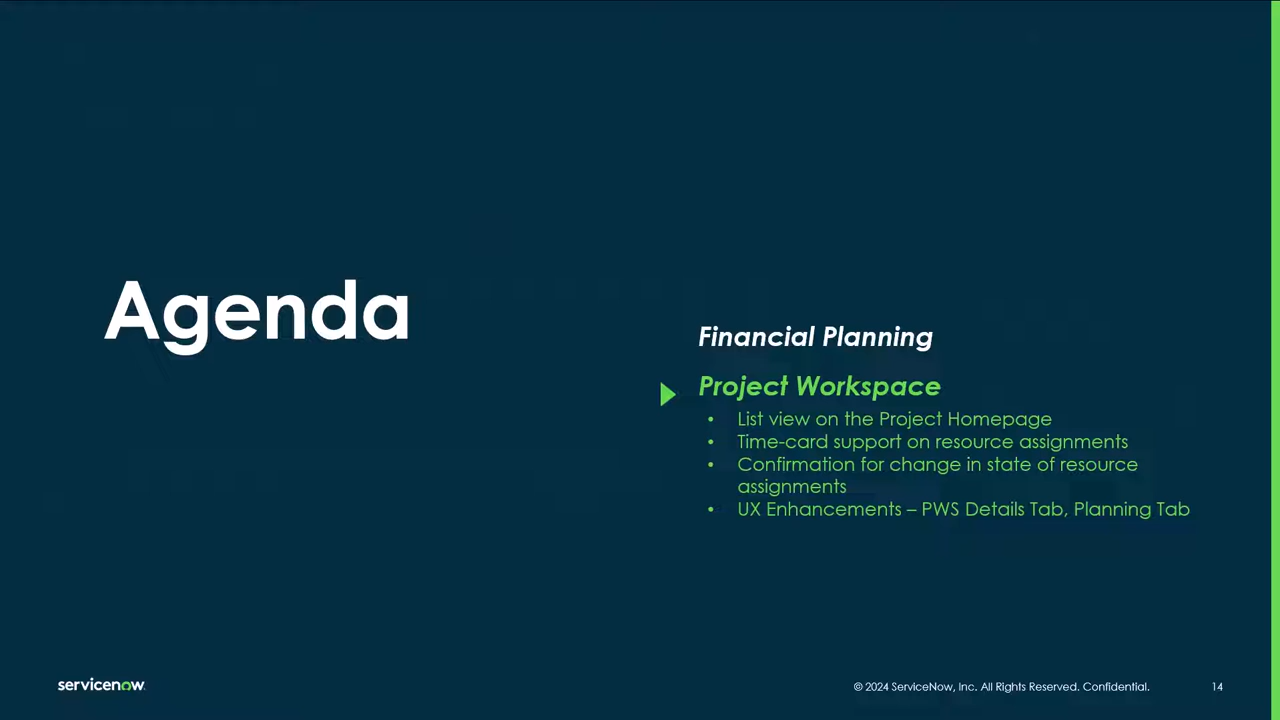 Agenda
Financial Planning
Project Workspace
• List view on the Project Homepage
• Time-card support on resource assignments
• Confirmation for change in state of resource
assignments
• UX Enhancements – PWS Details Tab, Planning Tab
servicenow
© 2024 ServiceNow, Inc. All Rights Reserved. Confidential.
14